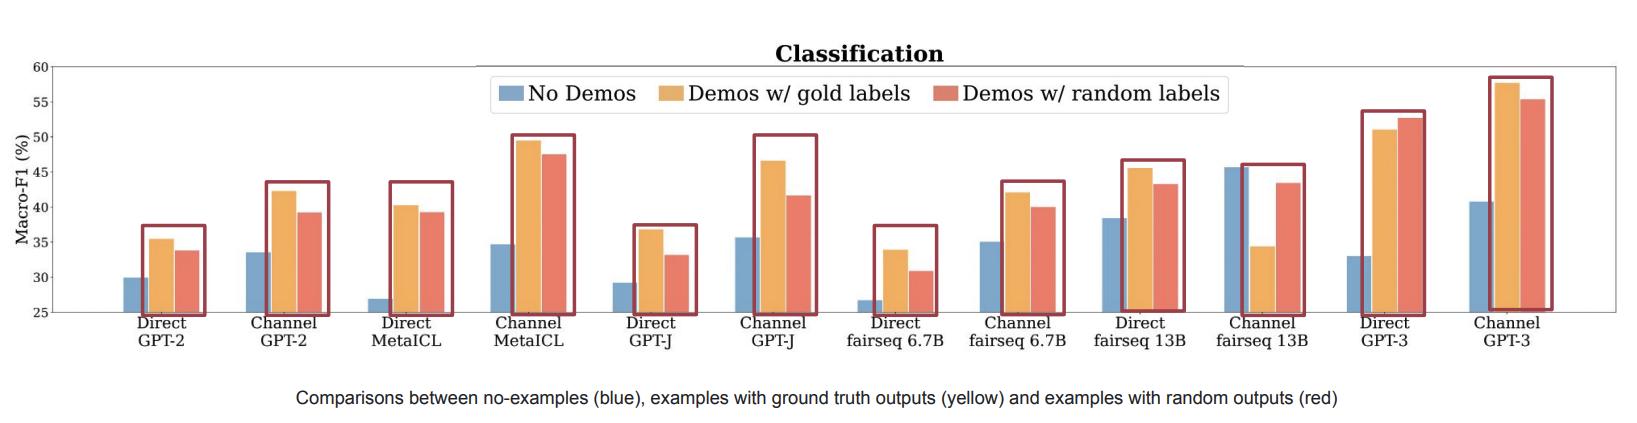 Classification
No Demos Demos w/ gold labels Demos w/ random labels
Macro-F1 (%)
60
55
50
45
40
35
30
25
Direct GPT-2
Channel GPT-2
Direct MetaICL
Channel MetaICL
Direct GPT-J
Channel GPT-J
Direct fairseq 6.7B
Channel fairseq 6.7B
Direct fairseq 13B
Channel fairseq 13B
Direct GPT-3
Channel GPT-3
Comparisons between no-examples (blue), examples with ground truth outputs (yellow) and examples with random outputs (red)